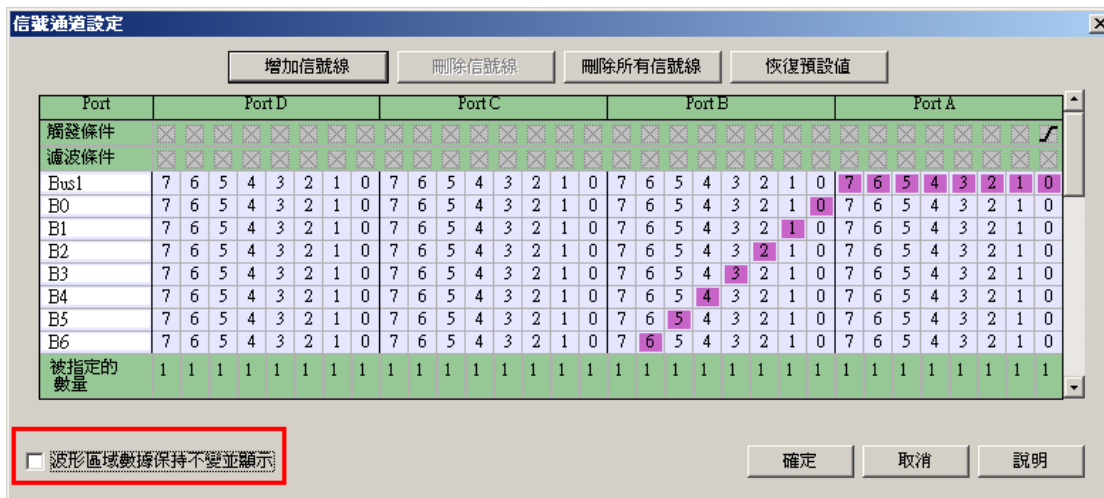 信號通道設定
增加信號線 刪除信號線 刪除所有信號線 恢復預設值
Port Port D Port C Port B Port A
觸發條件
濾波條件
Bus1 7 6 5 4 3 2 1 0 7 6 5 4 3 2 1 0 7 6 5 4 3 2 1 0 7 6 5 4 3 2 1 0
B0 7 6 5 4 3 2 1 0 7 6 5 4 3 2 1 0 7 6 5 4 3 2 1 0 7 6 5 4 3 2 1 0
B1 7 6 5 4 3 2 1 0 7 6 5 4 3 2 1 0 7 6 5 4 3 2 1 0 7 6 5 4 3 2 1 0
B2 7 6 5 4 3 2 1 0 7 6 5 4 3 2 1 0 7 6 5 4 3 2 1 0 7 6 5 4 3 2 1 0
B3 7 6 5 4 3 2 1 0 7 6 5 4 3 2 1 0 7 6 5 4 3 2 1 0 7 6 5 4 3 2 1 0
B4 7 6 5 4 3 2 1 0 7 6 5 4 3 2 1 0 7 6 5 4 3 2 1 0 7 6 5 4 3 2 1 0
B5 7 6 5 4 3 2 1 0 7 6 5 4 3 2 1 0 7 6 5 4 3 2 1 0 7 6 5 4 3 2 1 0
B6 7 6 5 4 3 2 1 0 7 6 5 4 3 2 1 0 7 6 5 4 3 2 1 0 7 6 5 4 3 2 1 0
被指定的
數量 1 1 1 1 1 1 1 1 1 1 1 1 1 1 1 1 1 1 1 1 1 1 1 1 1 1 1 1 1 1 1 1
波形區域數據保持不變並顯示 確定 取消 說明